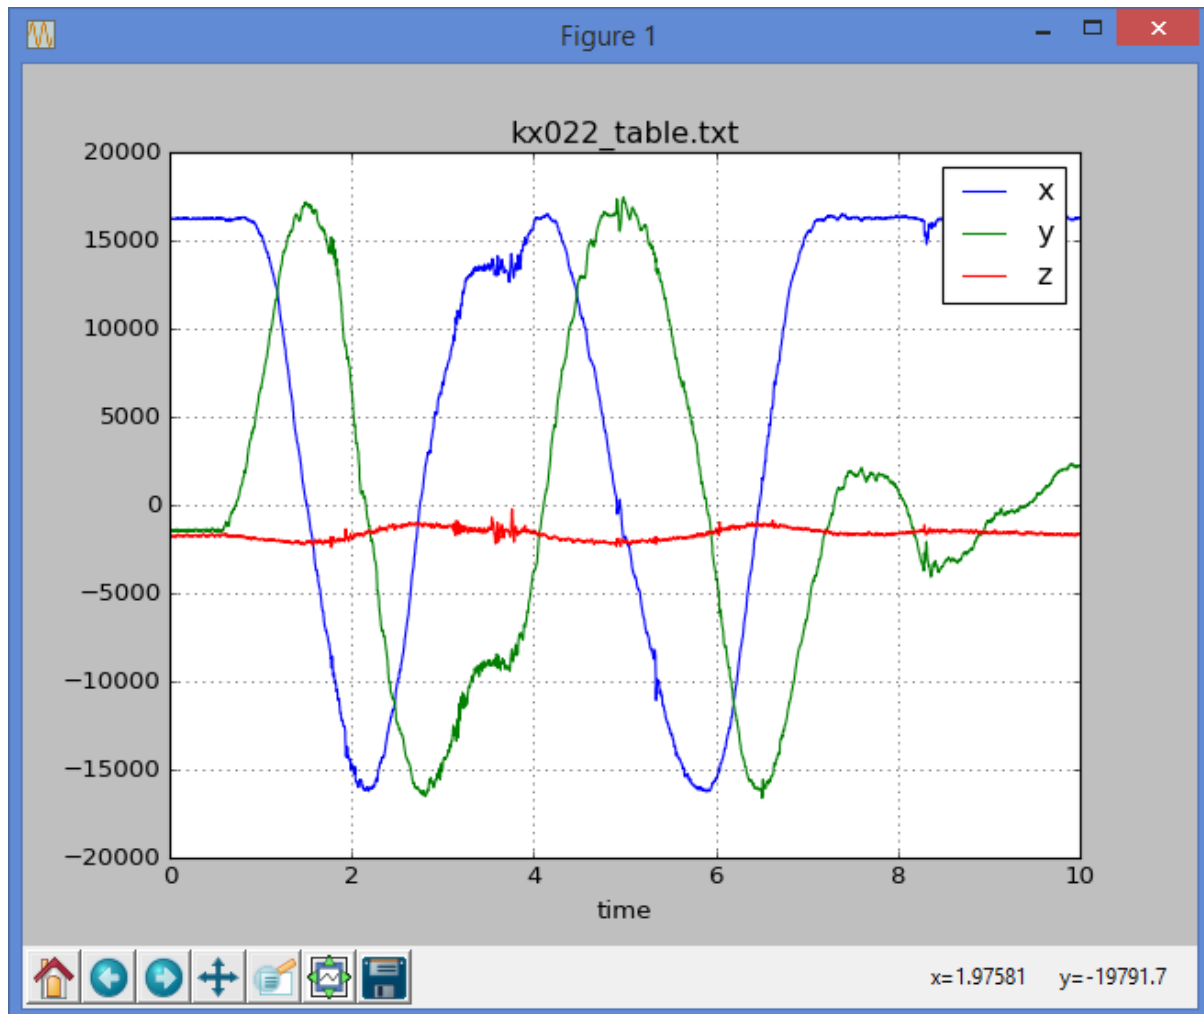 Figure 1
kx022_table.txt
20000
15000
10000
5000
0
−5000
−10000
−15000
−20000
x
y
z
0 2 4 6 8 10
time
x=1.97581 y=-19791.7